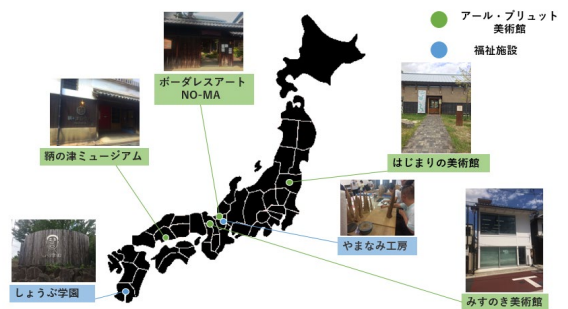 アール・ブリュット
美術館
福祉施設
ボーダレスアート
NO-MA
鞆の津ミュージアム
はじまりの美術館
しょうぶ学園
やまなみ工房
みずのき美術館